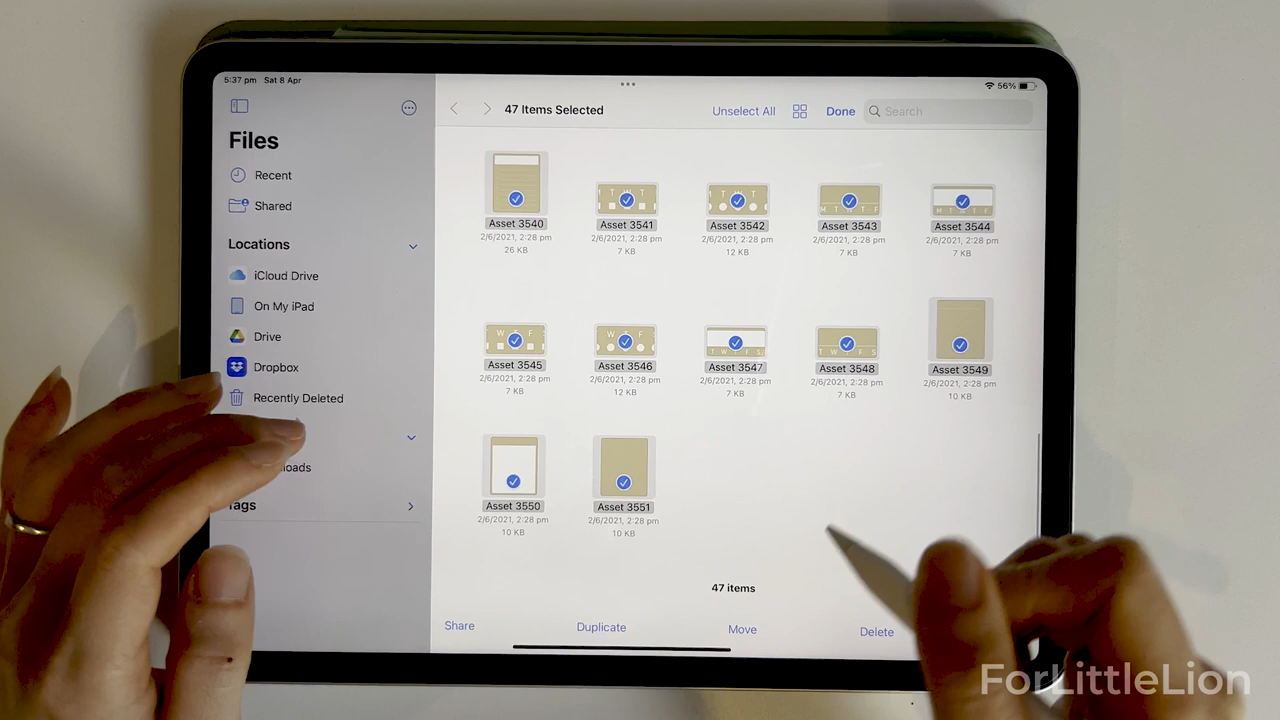 5:37 pm Sat 8 Apr
56%
47 Items Selected
Unselect All
Done
Search
Files
Recent
Shared
Locations
iCloud Drive
On My iPad
Drive
Dropbox
Recently Deleted
oads
Tags
Asset 3540
2/6/2021, 2:28 pm
26 KB
Asset 3541
2/6/2021, 2:28 pm
7 KB
Asset 3542
2/6/2021, 2:28 pm
12 KB
Asset 3543
2/6/2021, 2:28 pm
7 KB
Asset 3544
2/6/2021, 2:28 pm
7 KB
Asset 3545
2/6/2021, 2:28 pm
7 KB
Asset 3546
2/6/2021, 2:28 pm
12 KB
Asset 3547
2/6/2021, 2:28 pm
7 KB
Asset 3548
2/6/2021, 2:28 pm
7 KB
Asset 3549
2/6/2021, 2:28 pm
10 KB
Asset 3550
2/6/2021, 2:28 pm
10 KB
Asset 3551
2/6/2021, 2:28 pm
10 KB
47 items
Share
Duplicate
Move
Delete
ForLittleLion